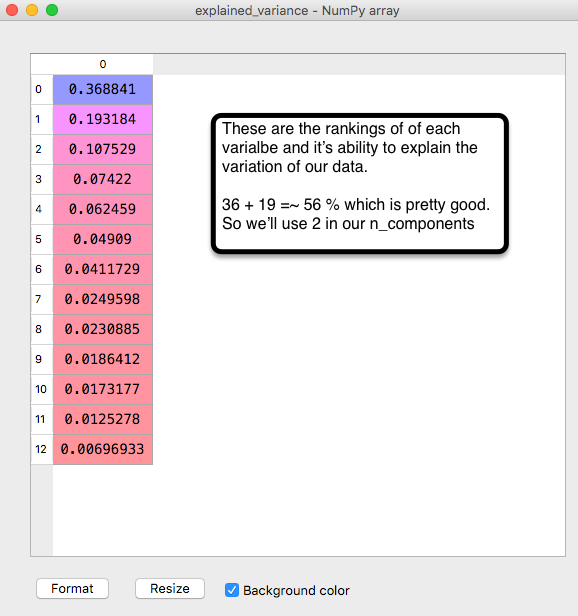 explained_variance - NumPy array
0
0 0.368841
1 0.193184
2 0.107529
3 0.07422
4 0.062459
5 0.04909
6 0.0411729
7 0.0249598
8 0.0230885
9 0.0186412
10 0.0173177
11 0.0125278
12 0.00696933
These are the rankings of of each
varialbe and it's ability to explain the
variation of our data.
36 + 19 =~ 56 % which is pretty good.
So we'll use 2 in our n_components
Format Resize Background color